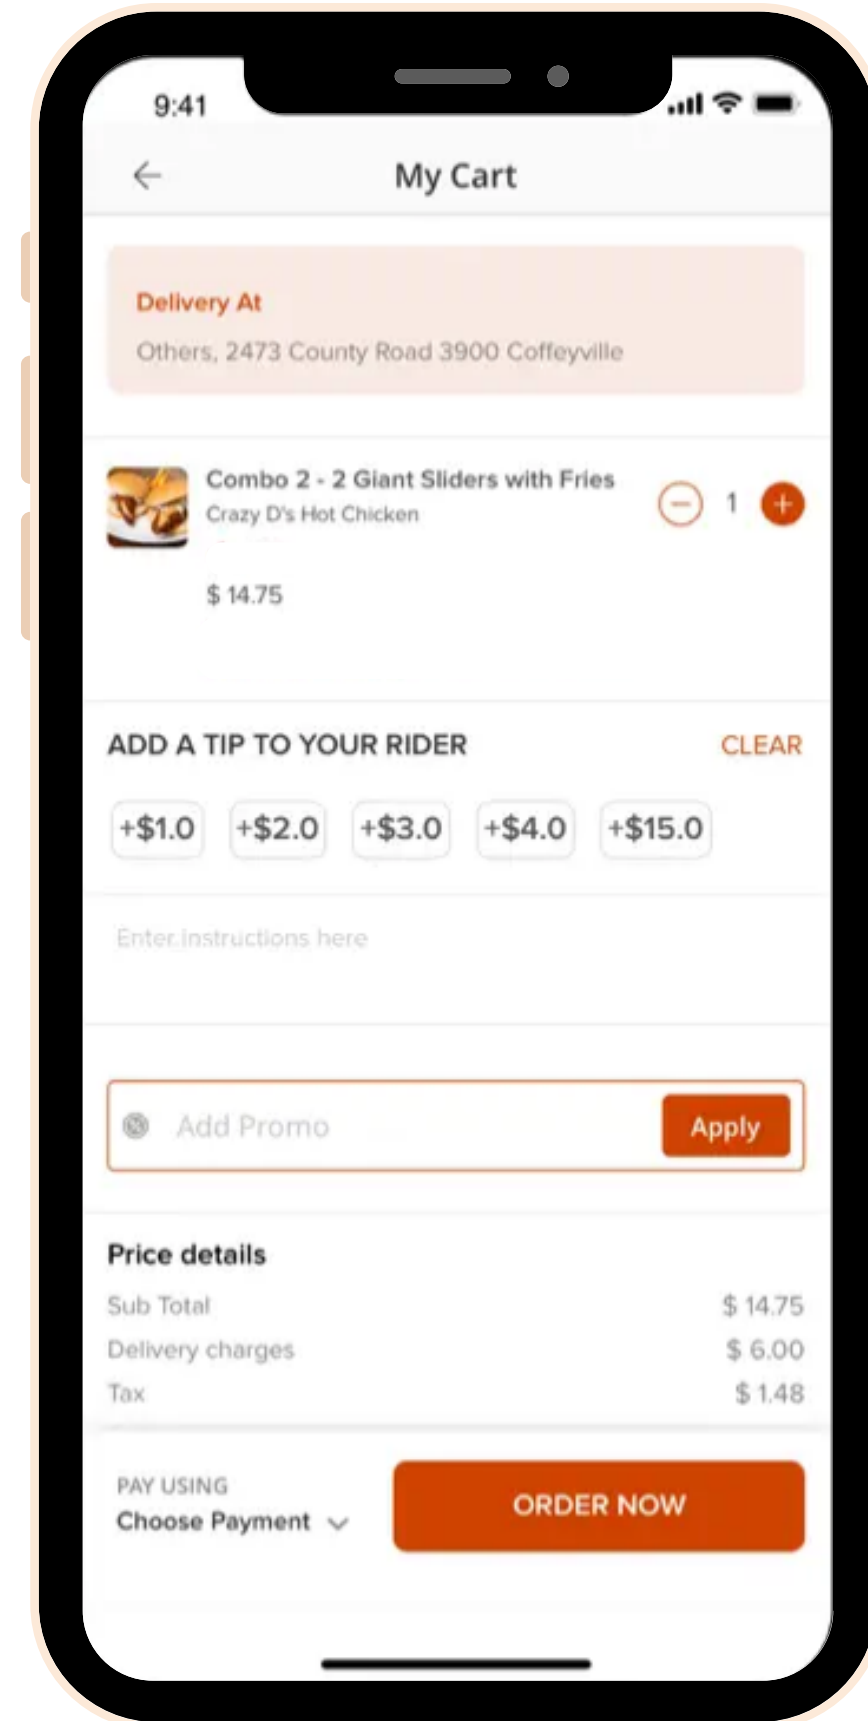 9:41
My Cart
Delivery At
Others, 2473 County Road 3900 Coffeyville
Combo 2 - 2 Giant Sliders with Fries
Crazy D's Hot Chicken
1
$ 14.75
ADD A TIP TO YOUR RIDER CLEAR
+$1.0 +$2.0 +$3.0 +$4.0 +$15.0
Enter instructions here
Add Promo Apply
Price details
Sub Total $ 14.75
Delivery charges $ 6.00
Tax $ 1.48
PAY USING
Choose Payment
ORDER NOW